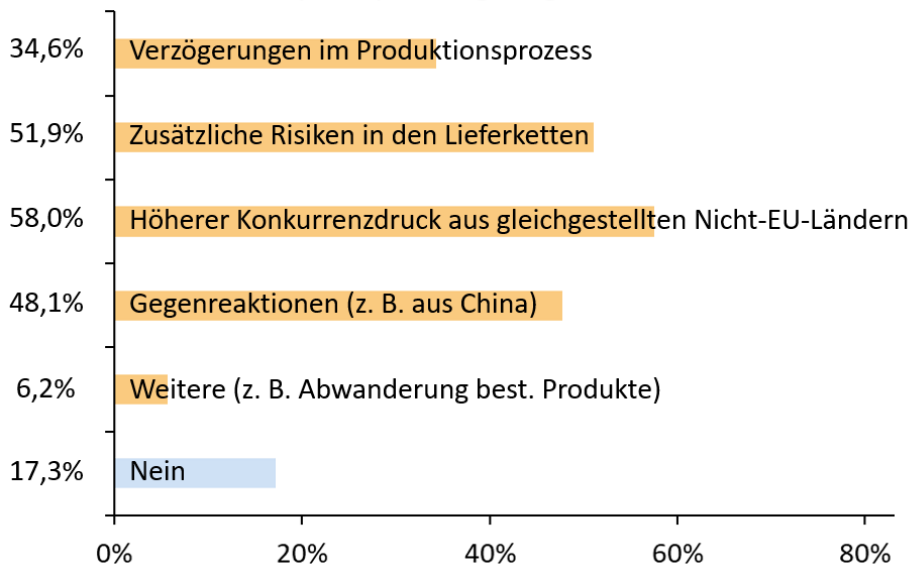 34,6% Verzögerungen im Produktionsprozess
51,9% Zusätzliche Risiken in den Lieferketten
58,0% Höherer Konkurrenzdruck aus gleichgestellten Nicht-EU-Ländern
48,1% Gegenreaktionen (z. B. aus China)
6,2% Weitere (z. B. Abwanderung best. Produkte)
17,3% Nein
0% 20% 40% 60% 80%